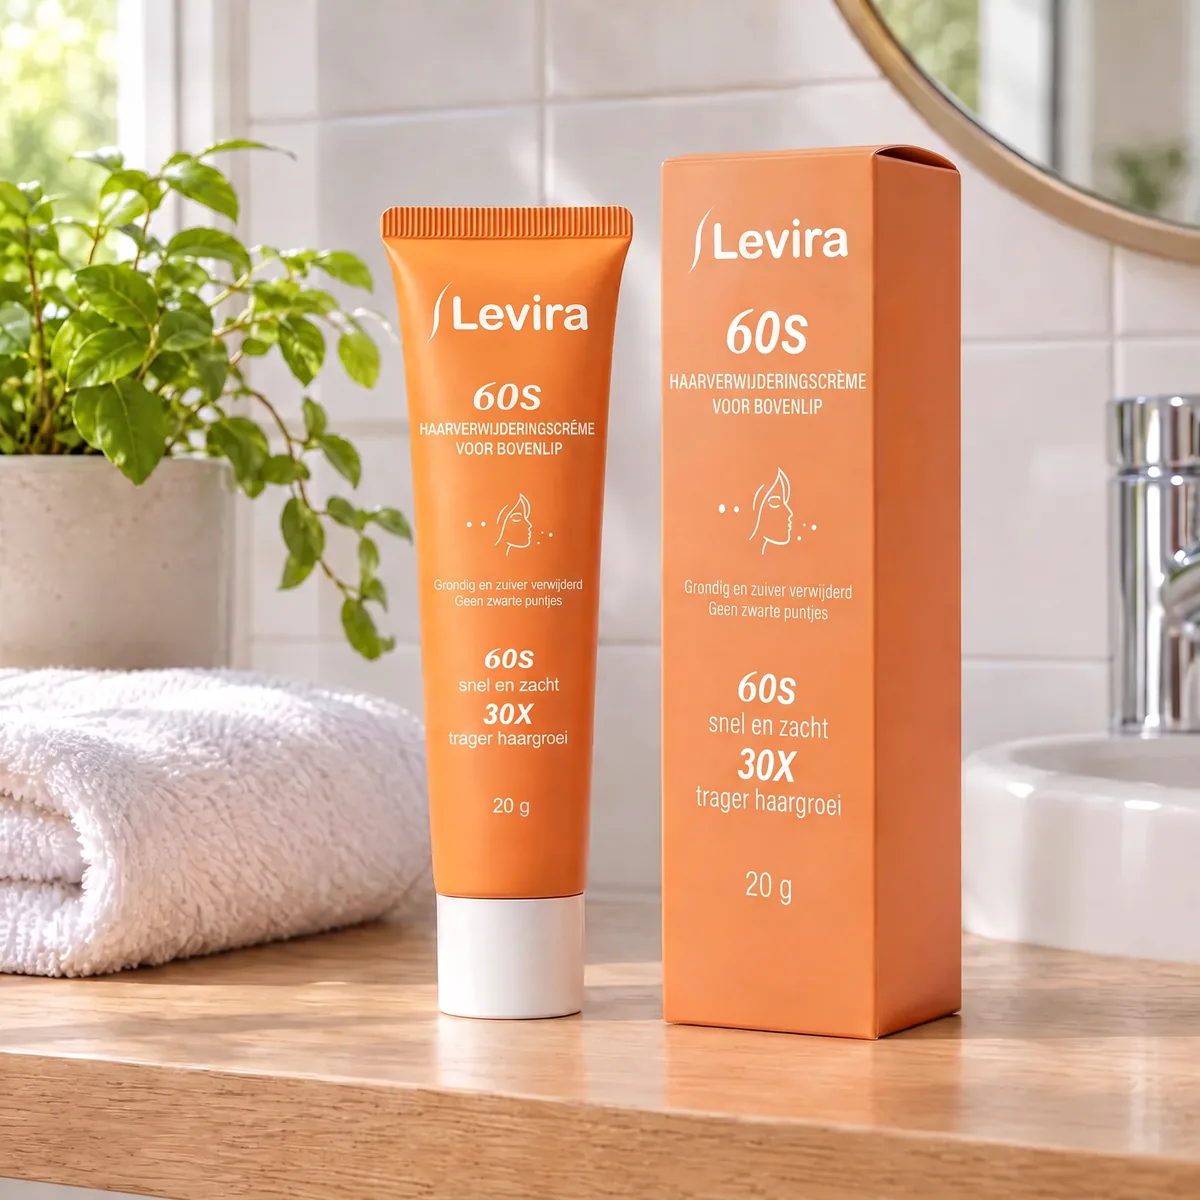 Levira
60S
HAARVERWIJDERINGSCRÈME
VOOR BOVENLIP
Grondig en zuiver verwijderd
Geen zwarte puntjes
60S
snel en zacht
30X
trager haargroei
20 g
Levira
60S
HAARVERWIJDERINGSCRÈME
VOOR BOVENLIP
Grondig en zuiver verwijderd
Geen zwarte puntjes
60S
snel en zacht
30X
trager haargroei
20 g